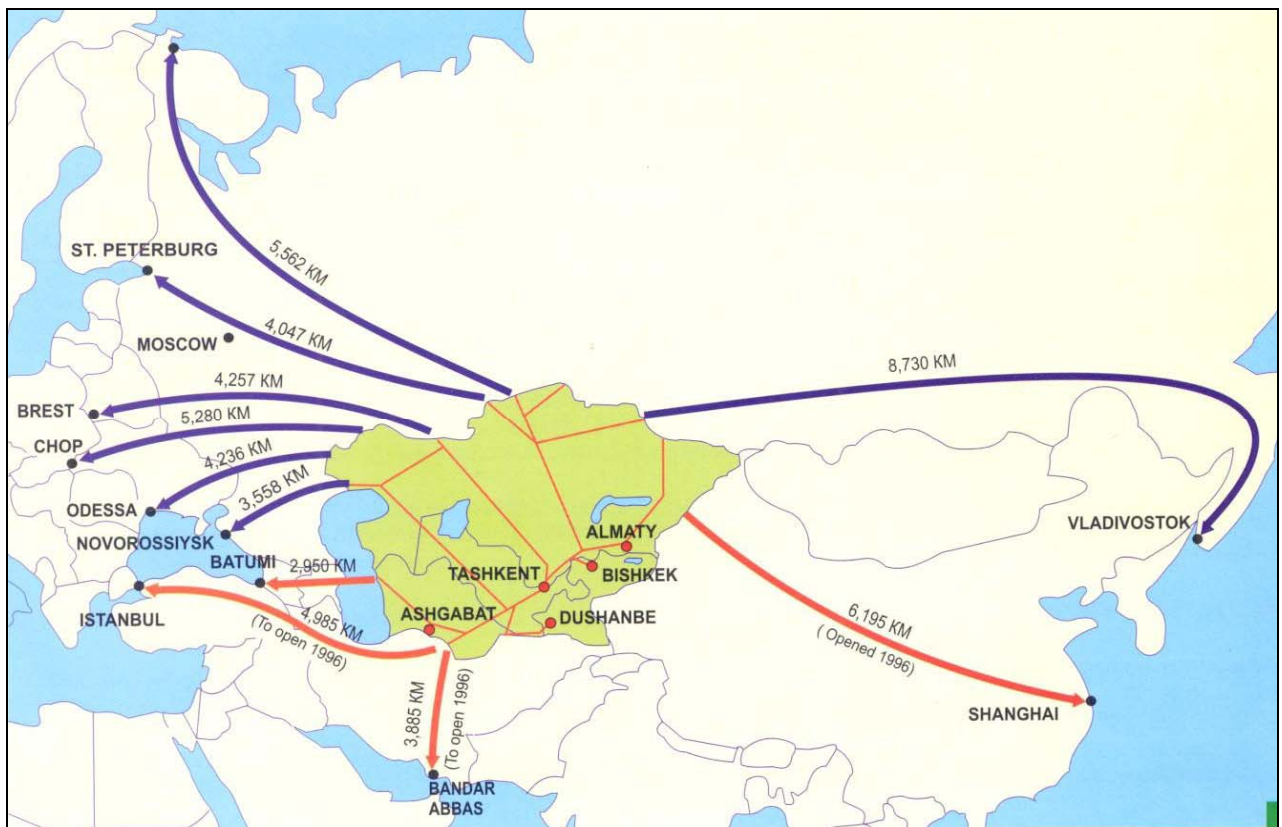 5,562 KM
ST. PETERBURG
4,047 KM
MOSCOW
8,730 KM
4,257 KM
BREST
5,280 KM
CHOP
4,236 KM
3,558 KM
ODESSA
NOVOROSSIYSK
VLADIVOSTOK
ALMATY
BATUMI
2,950 KM
TASHKENT
BISHKEK
ISTANBUL
4,985 KM
(To open 1996)
ASHGABAT
DUSHANBE
6,195 KM
( Opened 1996)
3,885 KM
(To open 1996)
SHANGHAI
BANDAR
ABBAS